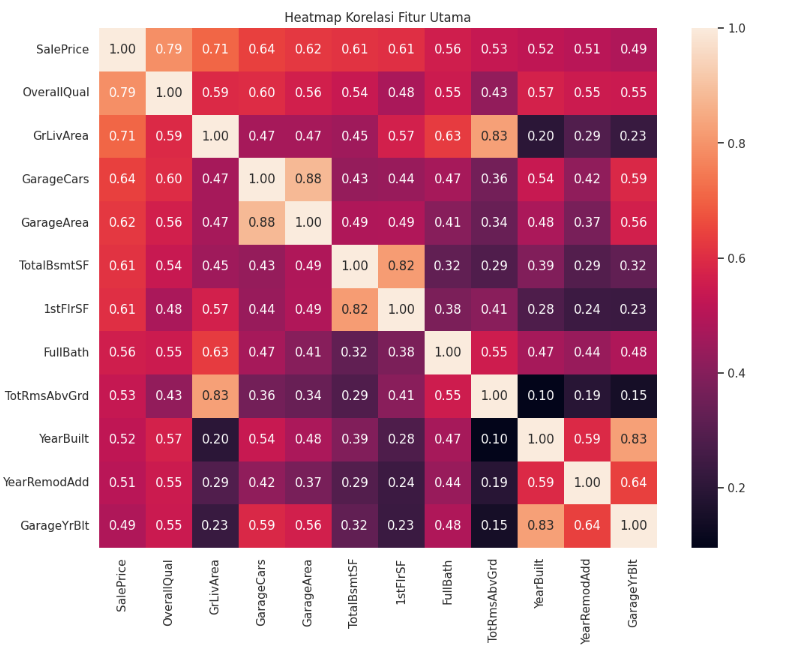 Heatmap Korelasi Fitur Utama
SalePrice 1.00 0.79 0.71 0.64 0.62 0.61 0.61 0.56 0.53 0.52 0.51 0.49
OverallQual 0.79 1.00 0.59 0.60 0.56 0.54 0.48 0.55 0.43 0.57 0.55 0.55
GrLivArea 0.71 0.59 1.00 0.47 0.47 0.45 0.57 0.63 0.83 0.20 0.29 0.23
GarageCars 0.64 0.60 0.47 1.00 0.88 0.43 0.44 0.47 0.36 0.54 0.42 0.59
GarageArea 0.62 0.56 0.47 0.88 1.00 0.49 0.49 0.41 0.34 0.48 0.37 0.56
TotalBsmtSF 0.61 0.54 0.45 0.43 0.49 1.00 0.82 0.32 0.29 0.39 0.29 0.32
1stFlrSF 0.61 0.48 0.57 0.44 0.49 0.82 1.00 0.38 0.41 0.28 0.24 0.23
FullBath 0.56 0.55 0.63 0.47 0.41 0.32 0.38 1.00 0.55 0.47 0.44 0.48
TotRmsAbvGrd 0.53 0.43 0.83 0.36 0.34 0.29 0.41 0.55 1.00 0.10 0.19 0.15
YearBuilt 0.52 0.57 0.20 0.54 0.48 0.39 0.28 0.47 0.10 1.00 0.59 0.83
YearRemodAdd 0.51 0.55 0.29 0.42 0.37 0.29 0.24 0.44 0.19 0.59 1.00 0.64
GarageYrBlt 0.49 0.55 0.23 0.59 0.56 0.32 0.23 0.48 0.15 0.83 0.64 1.00
SalePrice
OverallQual
GrLivArea
GarageCars
GarageArea
TotalBsmtSF
1stFlrSF
FullBath
TotRmsAbvGrd
YearBuilt
YearRemodAdd
GarageYrBlt
1.0
0.8
0.6
0.4
0.2